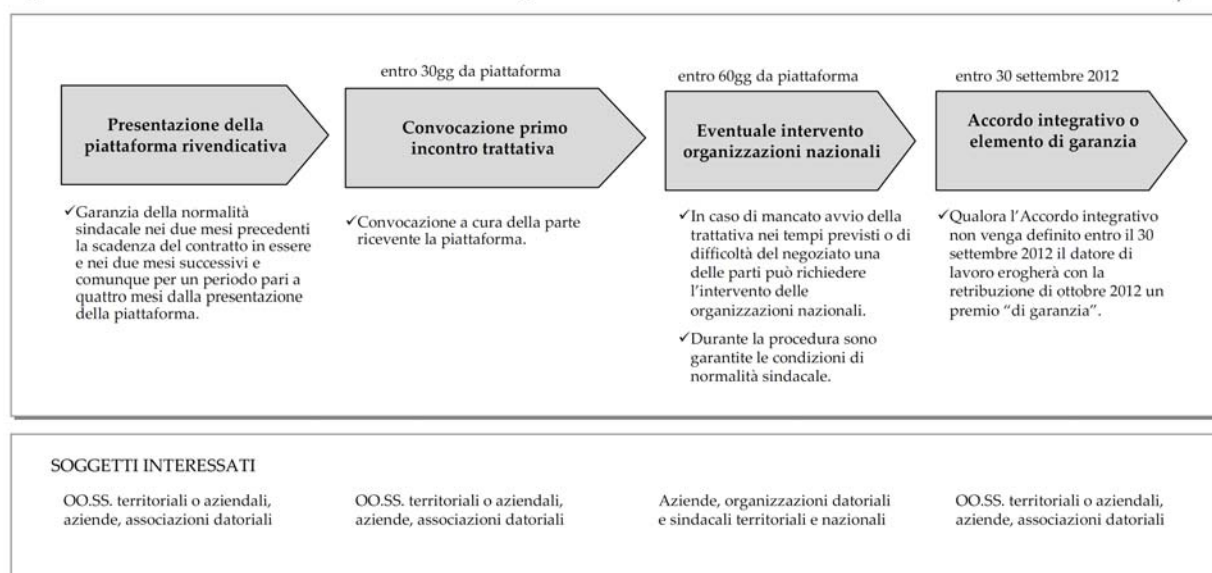 entro 30gg da piattaforma
entro 60gg da piattaforma
entro 30 settembre 2012
Presentazione della
piattaforma rivendicativa
Convocazione primo
incontro trattativa
Eventuale intervento
organizzazioni nazionali
Accordo integrativo o
elemento di garanzia
✓Garanzia della normalità
sindacale nei due mesi precedenti
la scadenza del contratto in essere
e nei due mesi successivi e
comunque per un periodo pari a
quattro mesi dalla presentazione
della piattaforma.
✓Convocazione a cura della parte
ricevente la piattaforma.
✓In caso di mancato avvio della
trattativa nei tempi previsti o di
difficoltà del negoziato una
delle parti può richiedere
l'intervento delle
organizzazioni nazionali.
✓Durante la procedura sono
garantite le condizioni di
normalità sindacale.
✓Qualora l'Accordo integrativo
non venga definito entro il 30
settembre 2012 il datore di
lavoro erogherà con la
retribuzione di ottobre 2012 un
premio "di garanzia".
SOGGETTI INTERESSATI
OO.SS. territoriali o aziendali,
aziende, associazioni datoriali
OO.SS. territoriali o aziendali,
aziende, associazioni datoriali
Aziende, organizzazioni datoriali
e sindacali territoriali e nazionali
OO.SS. territoriali o aziendali,
aziende, associazioni datoriali